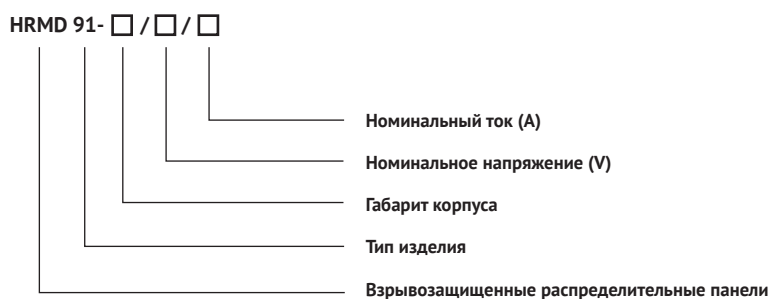 HRMD 91- □ / □ / □
Номинальный ток (A)
Номинальное напряжение (V)
Габарит корпуса
Тип изделия
Взрывозащищенные распределительные панели